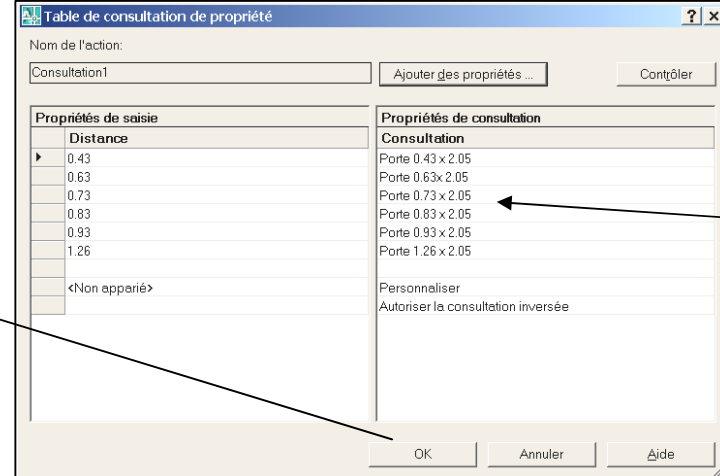 Table de consultation de propriété
Nom de l'action:
Consultation1 Ajouter des propriétés ... Contrôler
Propriétés de saisie Propriétés de consultation
Distance Consultation
0.43 Porte 0.43 x 2.05
0.63 Porte 0.63x 2.05
0.73 Porte 0.73 x 2.05
0.83 Porte 0.83 x 2.05
0.93 Porte 0.93 x 2.05
1.26 Porte 1.26 x 2.05
<Non apparié> Personnaliser
Autoriser la consultation inversée
OK Annuler Aide